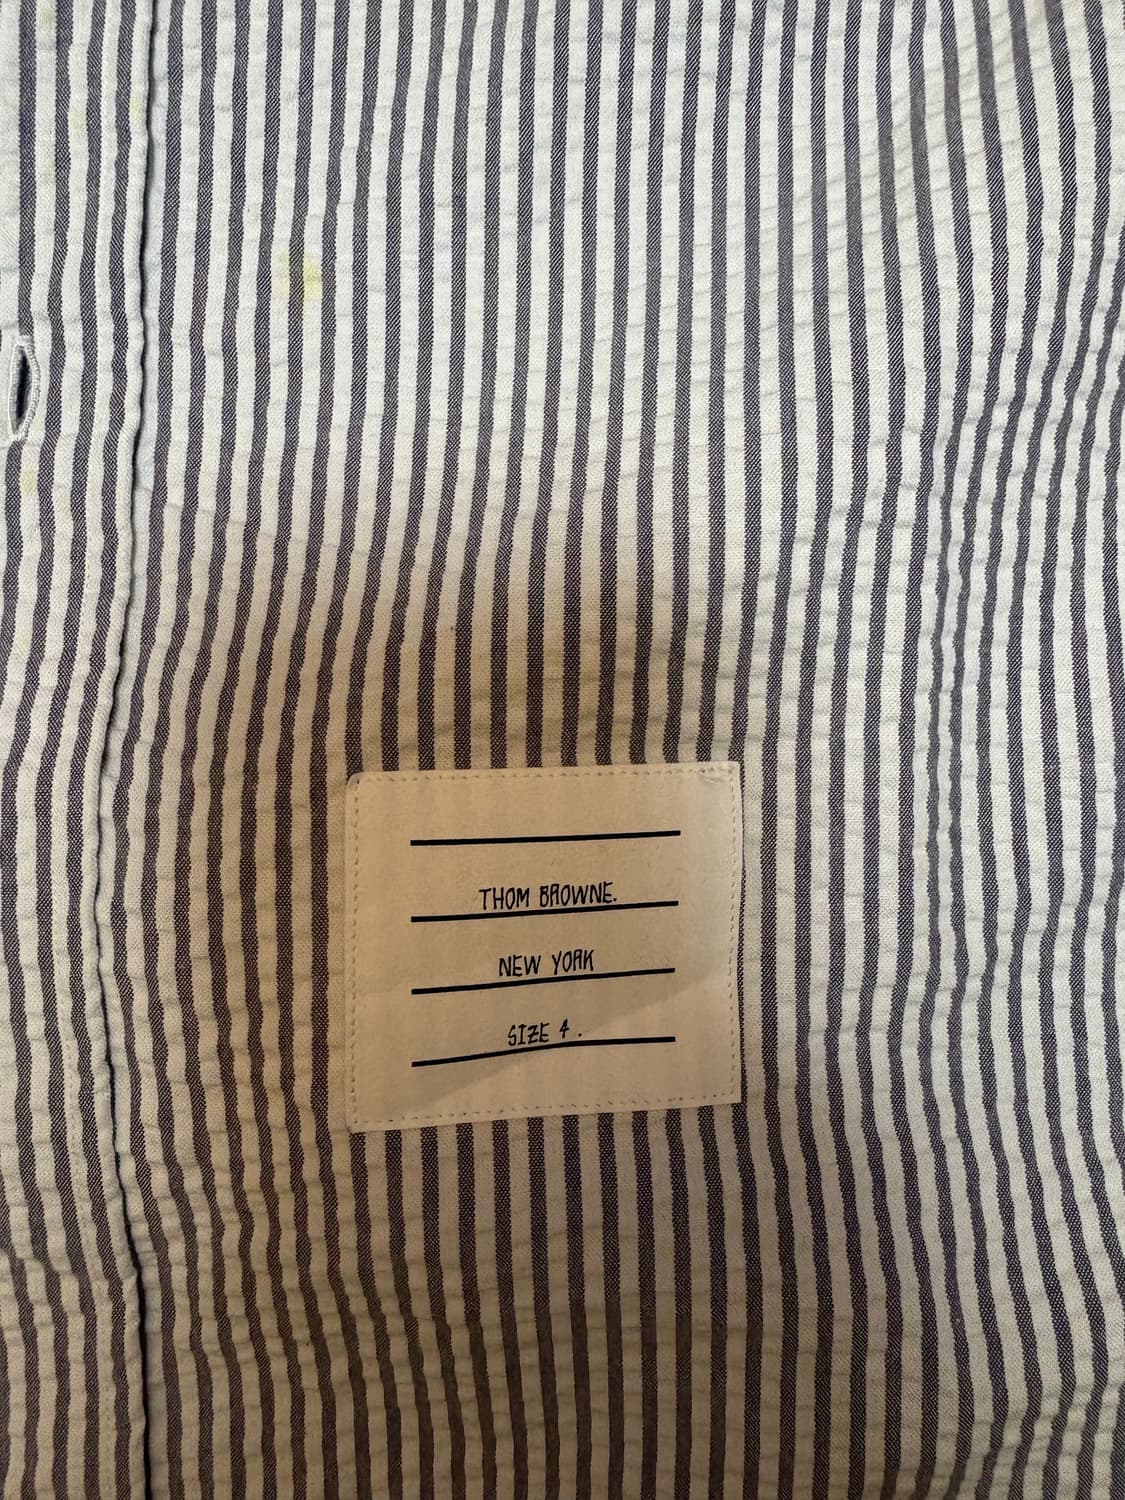 THOM BROWNE.
NEW YORK
SIZE 4.